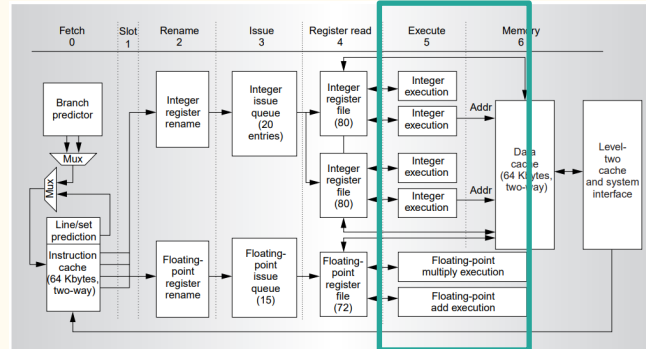 Fetch
0
Slot
1
Rename
2
Issue
3
Register read
4
Execute
5
Memory
6
Branch
predictor
Mux
Mux
Line/set
prediction
Instruction
cache
(64 Kbytes,
two-way)
Integer
register
rename
Floating-
point
register
rename
Integer
issue
queue
(20
entries)
Floating-
point
issue
queue
(15)
Integer
register
file
(80)
Integer
register
file
(80)
Floating-
point
register
file
(72)
Integer
execution
Integer
execution
Integer
execution
Integer
execution
Floating-point
multiply execution
Floating-point
add execution
Addr
Addr
Data
cache
(64 Kbytes,
two-way)
Level-
two
cache
and system
interface